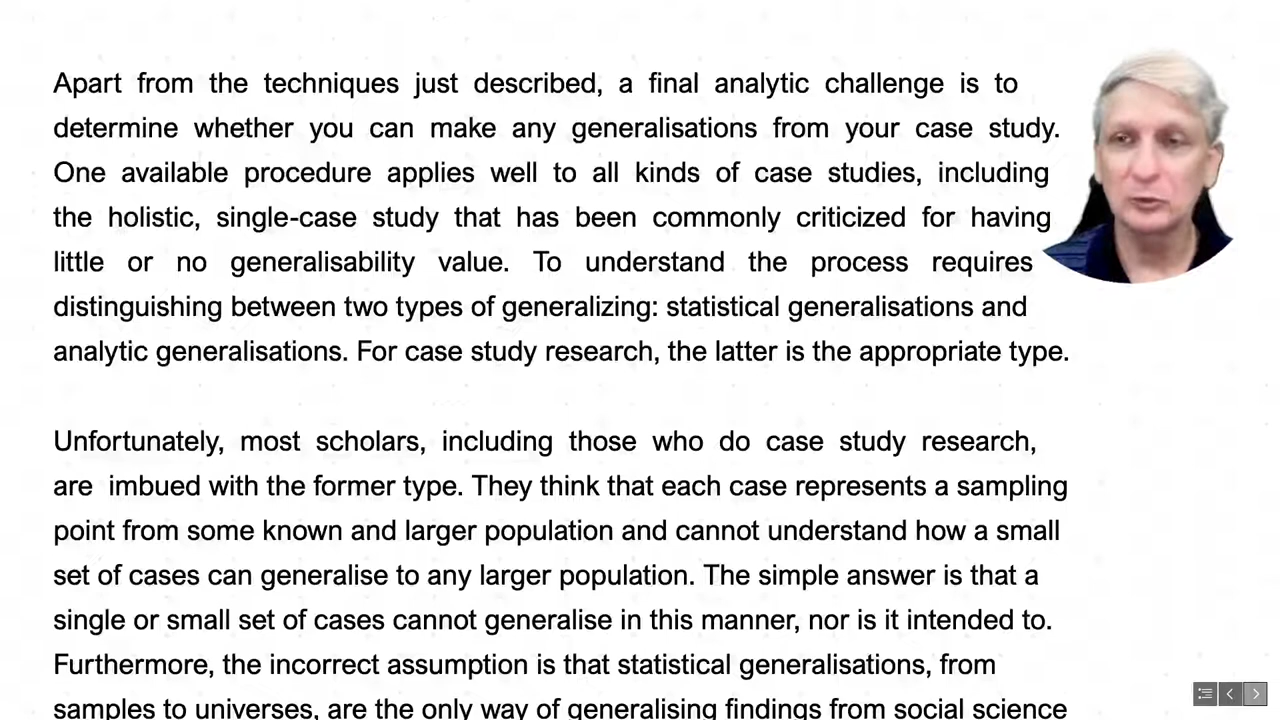 Apart from the techniques just described, a final analytic challenge is to
determine whether you can make any generalisations from your case study.
One available procedure applies well to all kinds of case studies, including
the holistic, single-case study that has been commonly criticized for having
little or no generalisability value. To understand the process requires
distinguishing between two types of generalizing: statistical generalisations and
analytic generalisations. For case study research, the latter is the appropriate type.
Unfortunately, most scholars, including those who do case study research,
are imbued with the former type. They think that each case represents a sampling
point from some known and larger population and cannot understand how a small
set of cases can generalise to any larger population. The simple answer is that a
single or small set of cases cannot generalise in this manner, nor is it intended to.
Furthermore, the incorrect assumption is that statistical generalisations, from
samples to universes, are the only way of generalising findings from social science